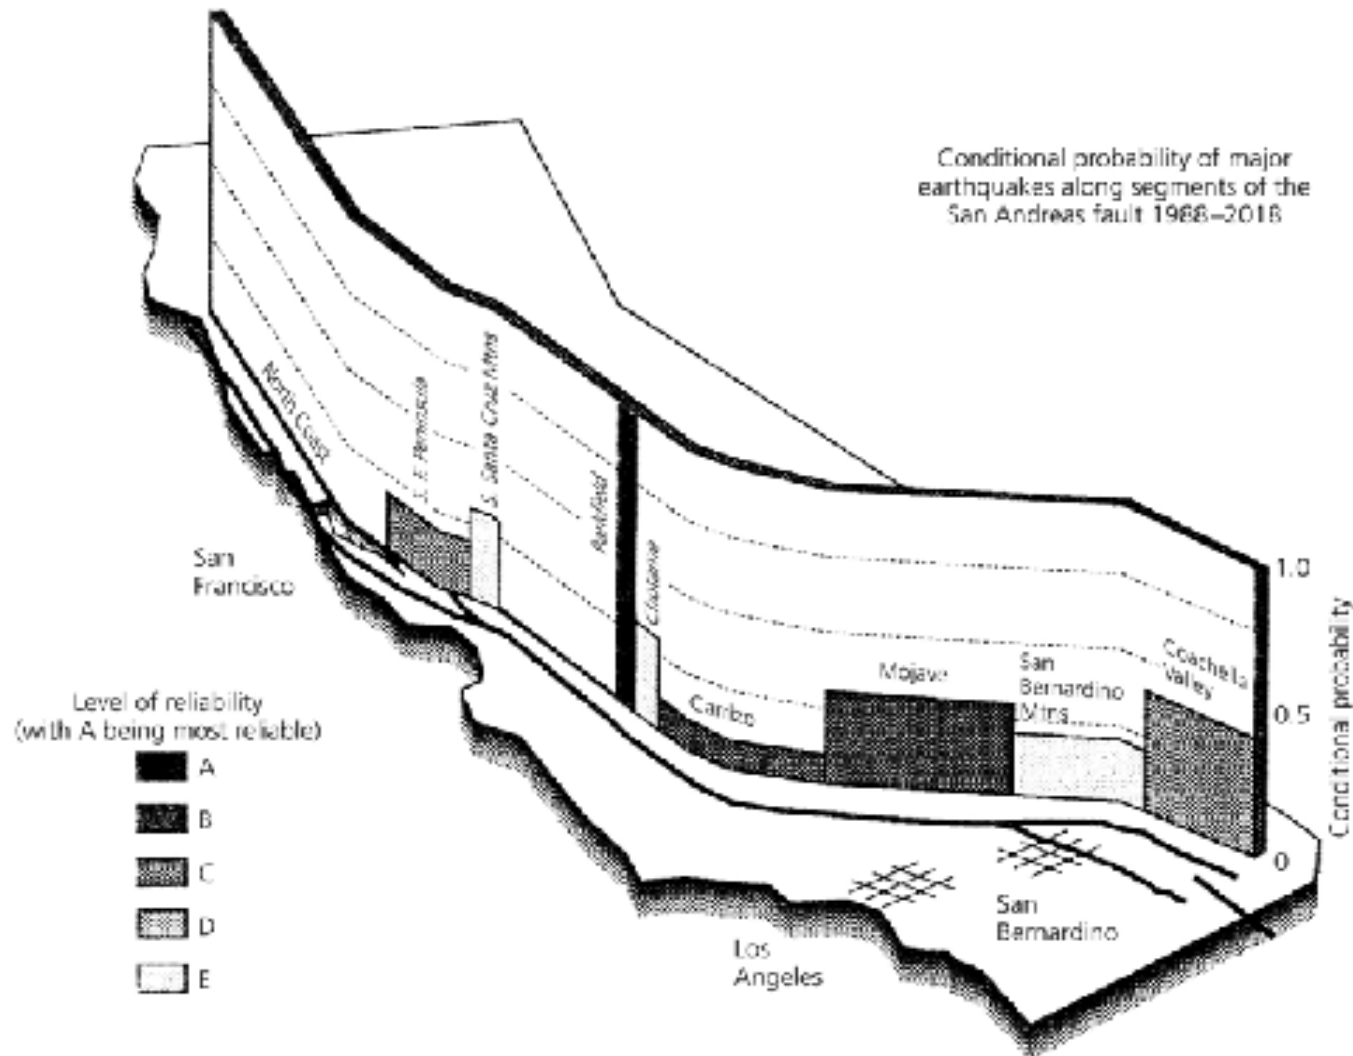 Conditional probability of major
earthquakes along segments of the
San Andreas fault 1988–2018
North Coast
S. F. Peninsula
S. Santa Cruz Mtns
Parkfield
Cholame
Carrizo
Mojave
San
Bernardino
Mtns
Coachella
Valley
1.0
0.5
0
Conditional probability
San
Francisco
Level of reliability
(with A being most reliable)
A
B
C
D
E
Los
Angeles
San
Bernardino